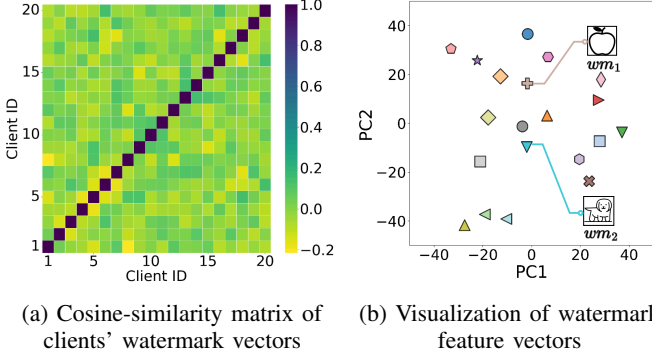 20
15
10
5
1
Client ID
1
5
10
15
20
Client ID
1.0
0.8
0.6
0.4
0.2
0.0
−0.2
40
20
0
−20
−40
PC2
−40
−20
0
20
40
PC1
wm1
wm2
(a) Cosine-similarity matrix of
clients’ watermark vectors
(b) Visualization of watermark
feature vectors